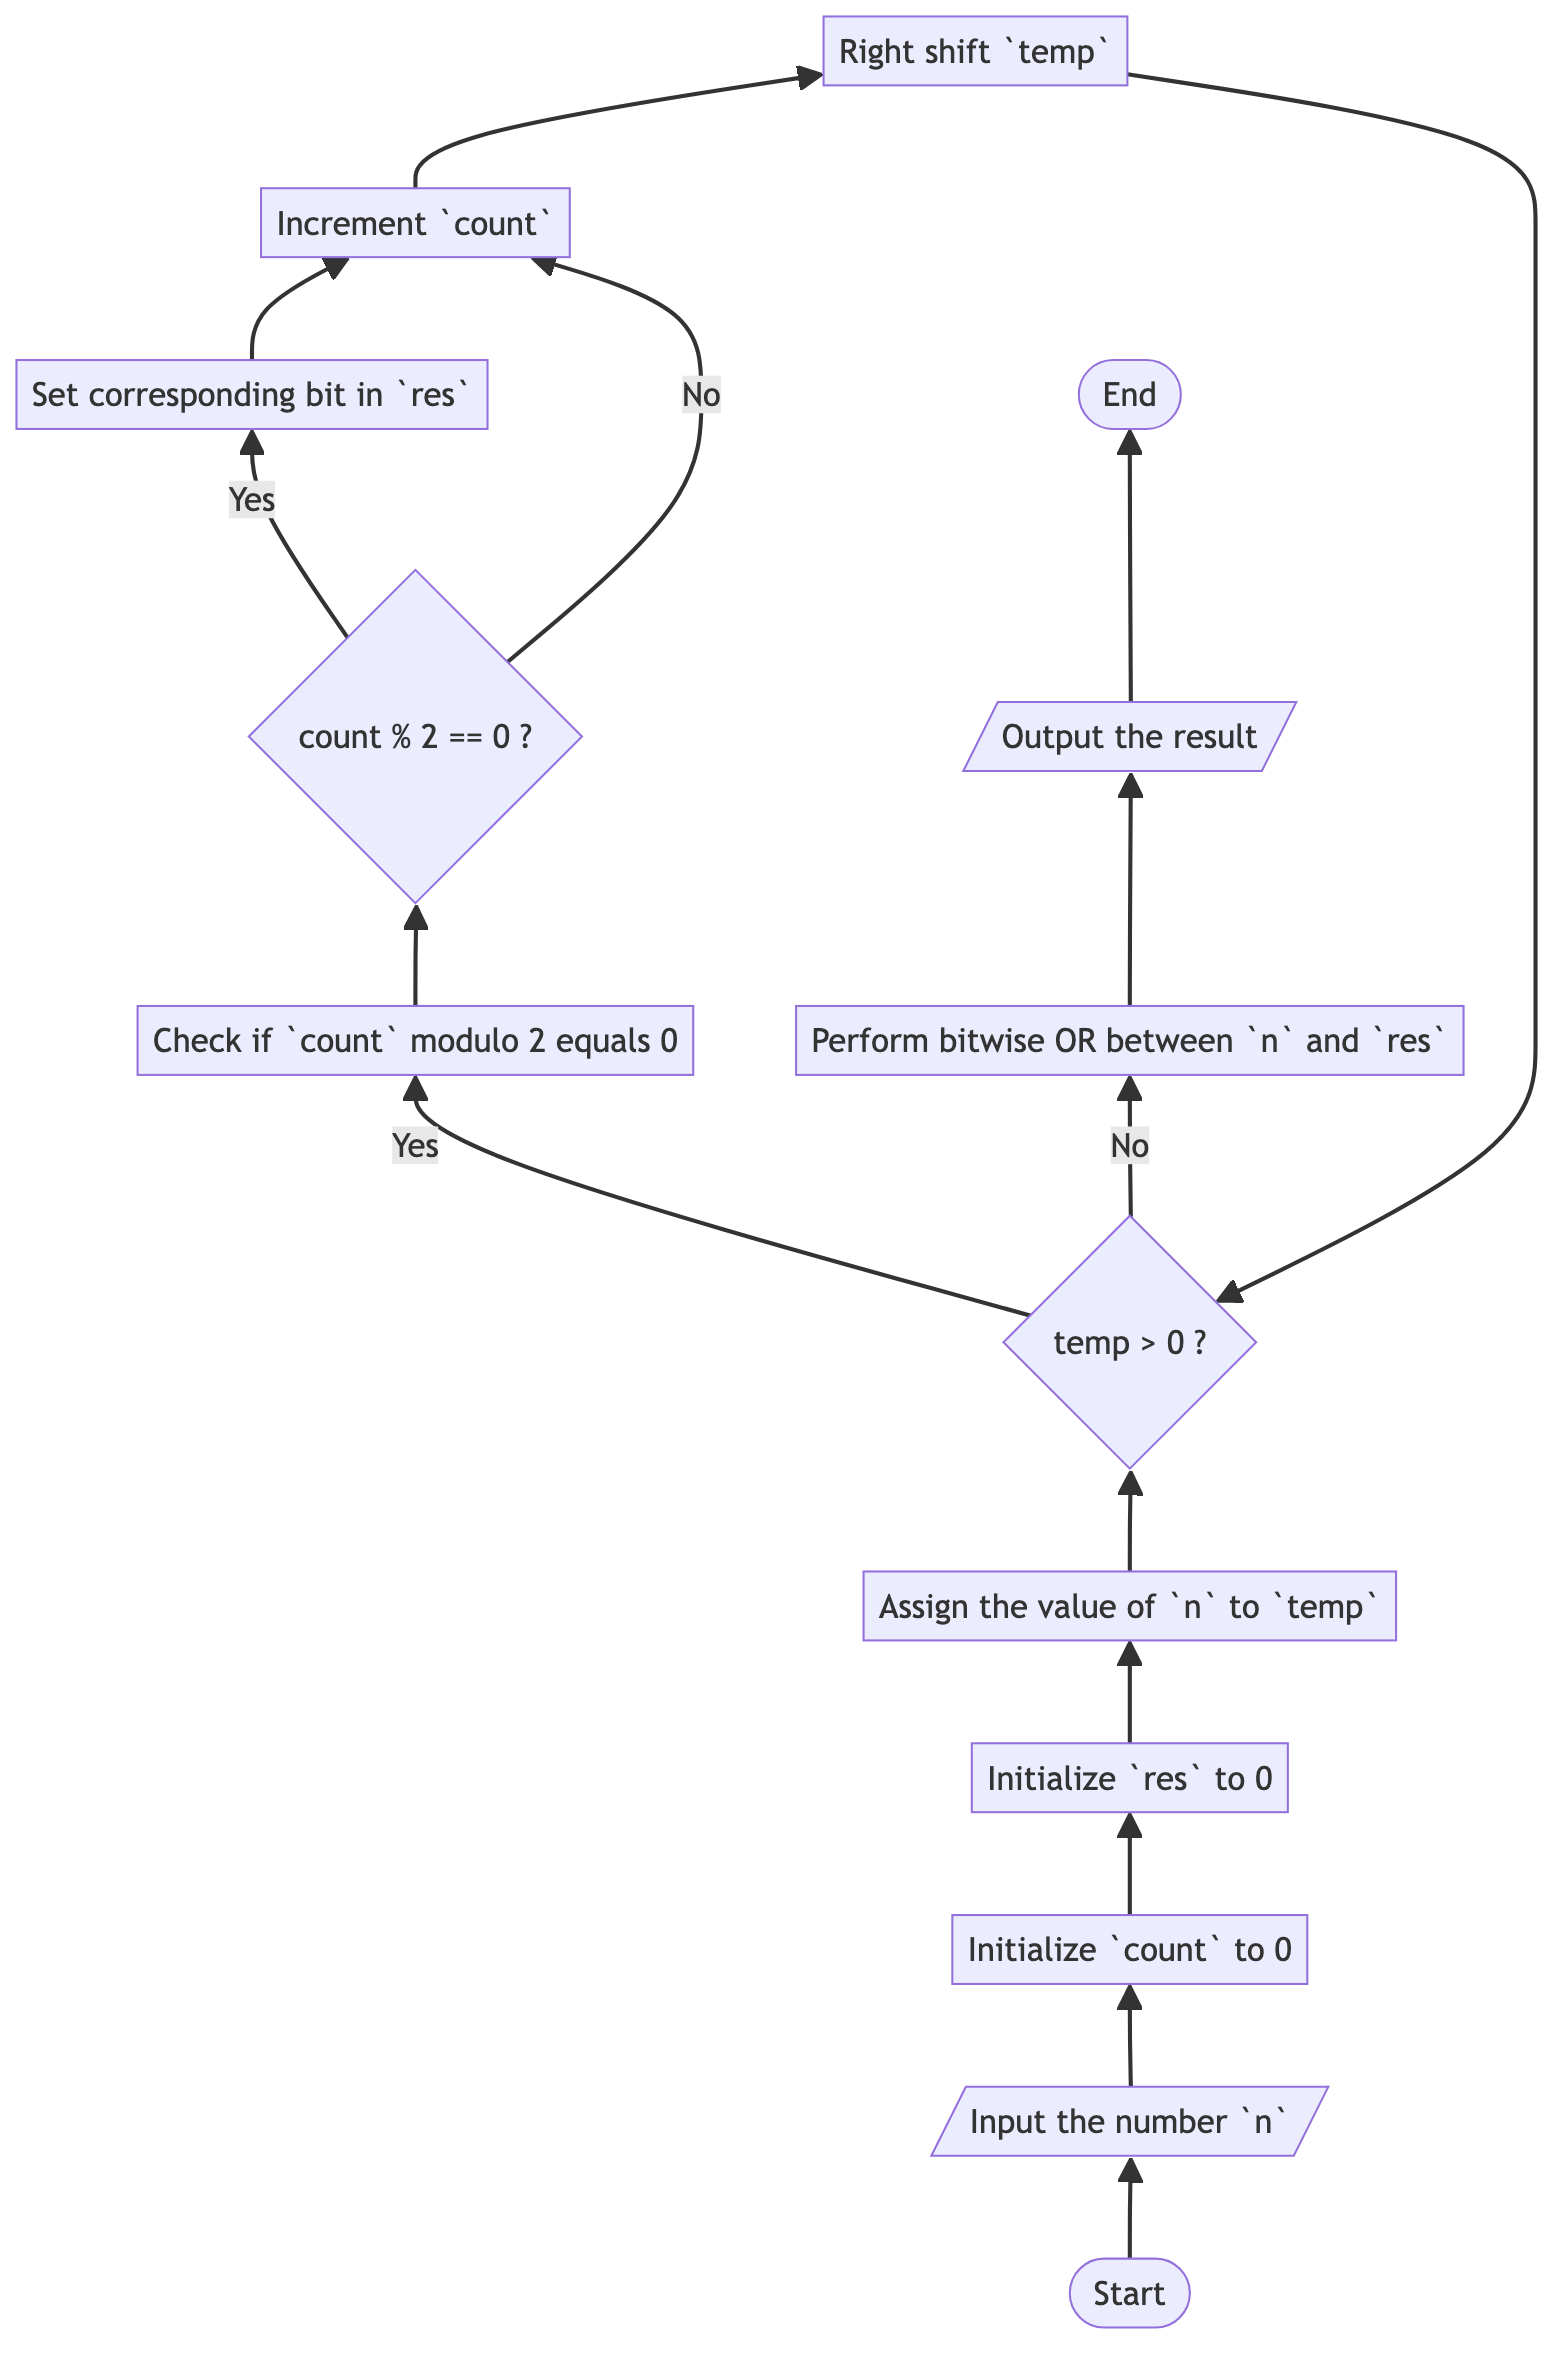 Right shift `temp`
Increment `count`
Set corresponding bit in `res`
No
End
Yes
count % 2 == 0 ?
Output the result
Check if `count` modulo 2 equals 0
Perform bitwise OR between `n` and `res`
Yes
No
temp > 0 ?
Assign the value of `n` to `temp`
Initialize `res` to 0
Initialize `count` to 0
Input the number `n`
Start